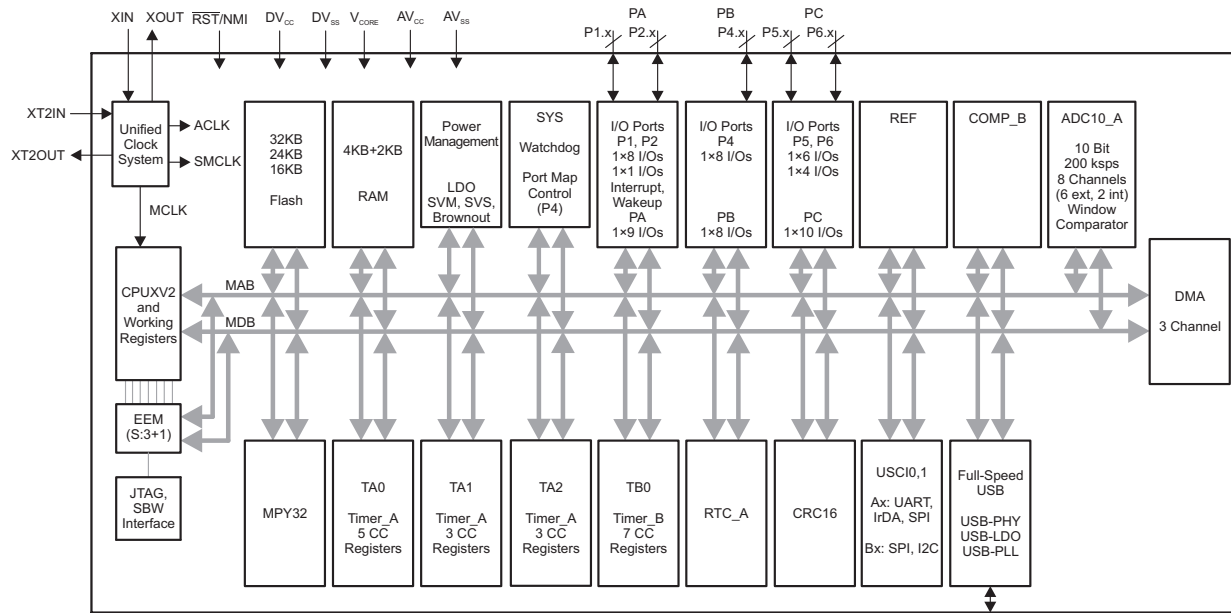 XIN XOUT R̅S̅T̅/NMI DVCC DVSS VCORE AVCC AVSS
PA PB PC
P1.x P2.x P4.x P5.x P6.x
XT2IN
XT2OUT
Unified
Clock
System
ACLK
SMCLK
MCLK
32KB
24KB
16KB
Flash
4KB+2KB
RAM
Power
Management
LDO
SVM, SVS,
Brownout
SYS
Watchdog
Port Map
Control
(P4)
I/O Ports
P1, P2
1×8 I/Os
1×1 I/Os
Interrupt,
Wakeup
PA
1×9 I/Os
I/O Ports
P4
1×8 I/Os
PB
1×8 I/Os
I/O Ports
P5, P6
1×6 I/Os
1×4 I/Os
PC
1×10 I/Os
REF
COMP_B
ADC10_A
10 Bit
200 ksps
8 Channels
(6 ext, 2 int)
Window
Comparator
CPUXV2
and
Working
Registers
MAB
MDB
DMA
3 Channel
EEM
(S:3+1)
JTAG,
SBW
Interface
MPY32
TA0
Timer_A
5 CC
Registers
TA1
Timer_A
3 CC
Registers
TA2
Timer_A
3 CC
Registers
TB0
Timer_B
7 CC
Registers
RTC_A
CRC16
USCI0,1
Ax: UART,
IrDA, SPI
Bx: SPI, I2C
Full-Speed
USB
USB-PHY
USB-LDO
USB-PLL